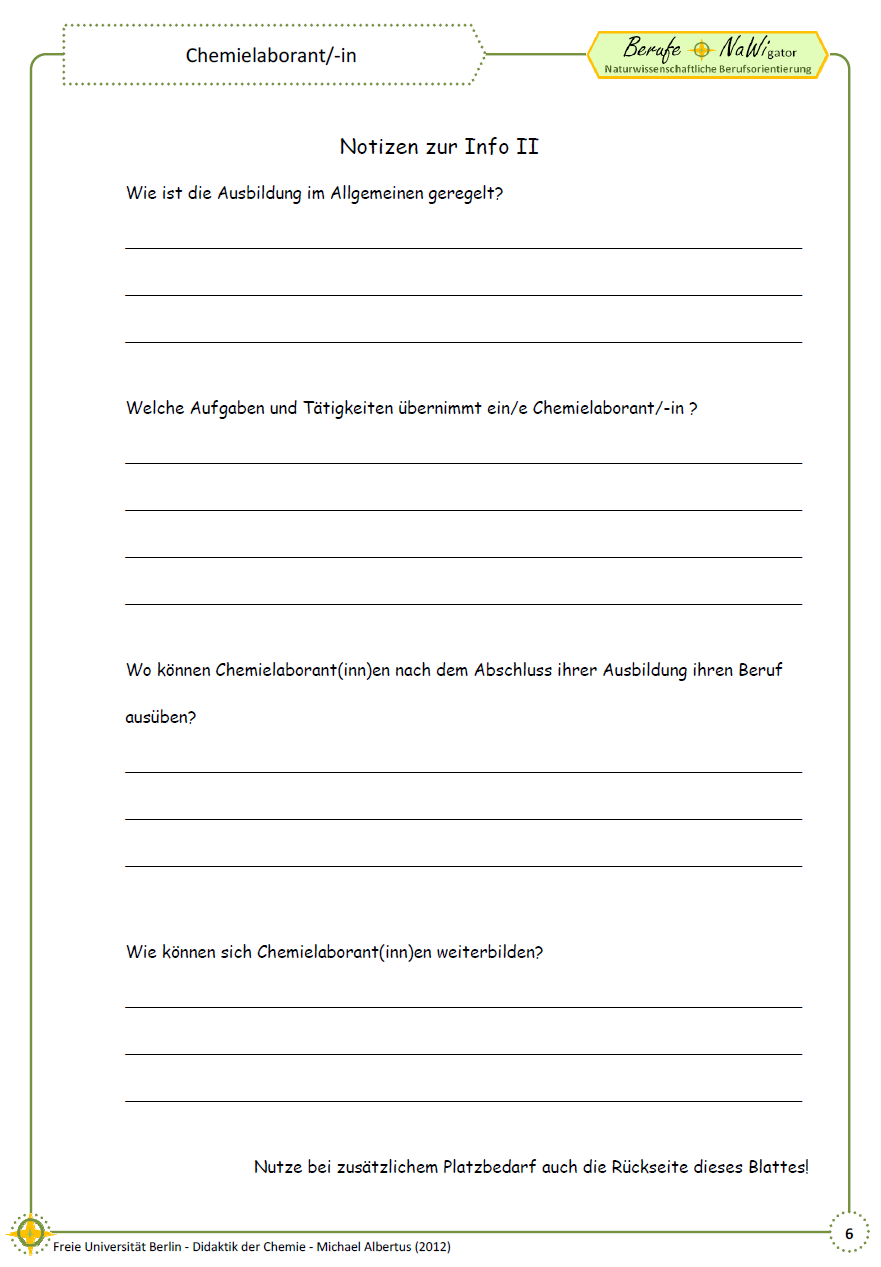 Chemielaborant/-in
Berufe NaWigator
Naturwissenschaftliche Berufsorientierung
Notizen zur Info II
Wie ist die Ausbildung im Allgemeinen geregelt?
Welche Aufgaben und Tätigkeiten übernimmt ein/e Chemielaborant/-in ?
Wo können Chemielaborant(inn)en nach dem Abschluss ihrer Ausbildung ihren Beruf
ausüben?
Wie können sich Chemielaborant(inn)en weiterbilden?
Nutze bei zusätzlichem Platzbedarf auch die Rückseite dieses Blattes!
Freie Universität Berlin - Didaktik der Chemie - Michael Albertus (2012)
6